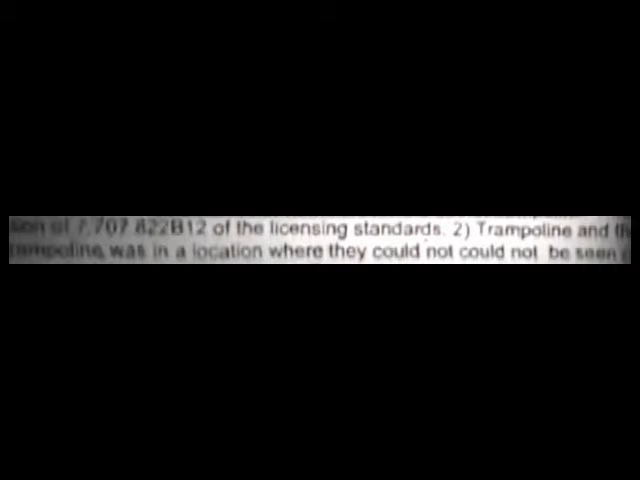 of 7.707.822B12 of the licensing standards. 2) Trampoline and
trampoline was in a location where they could not could not be seen